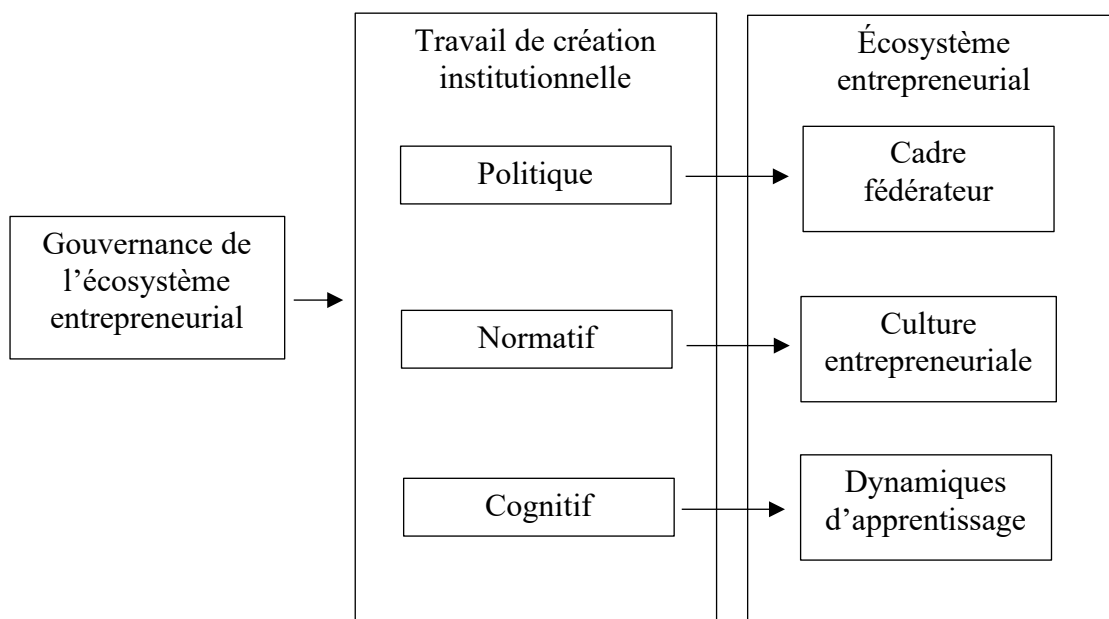 Gouvernance de
l’écosystème
entrepreneurial
Travail de création
institutionnelle
Politique
Normatif
Cognitif
Écosystème
entrepreneurial
Cadre
fédérateur
Culture
entrepreneuriale
Dynamiques
d’apprentissage